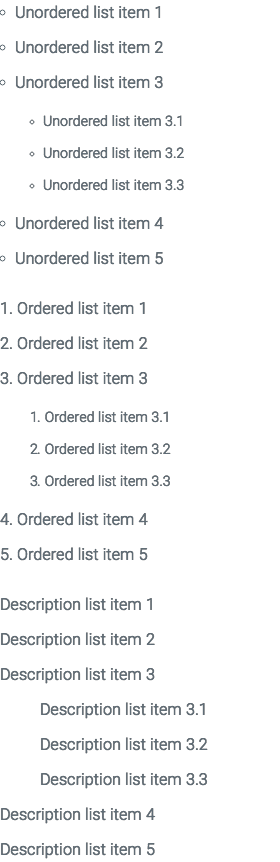 ◦ Unordered list item 1
◦ Unordered list item 2
◦ Unordered list item 3
◦ Unordered list item 3.1
◦ Unordered list item 3.2
◦ Unordered list item 3.3
◦ Unordered list item 4
◦ Unordered list item 5
1. Ordered list item 1
2. Ordered list item 2
3. Ordered list item 3
1. Ordered list item 3.1
2. Ordered list item 3.2
3. Ordered list item 3.3
4. Ordered list item 4
5. Ordered list item 5
Description list item 1
Description list item 2
Description list item 3
Description list item 3.1
Description list item 3.2
Description list item 3.3
Description list item 4
Description list item 5